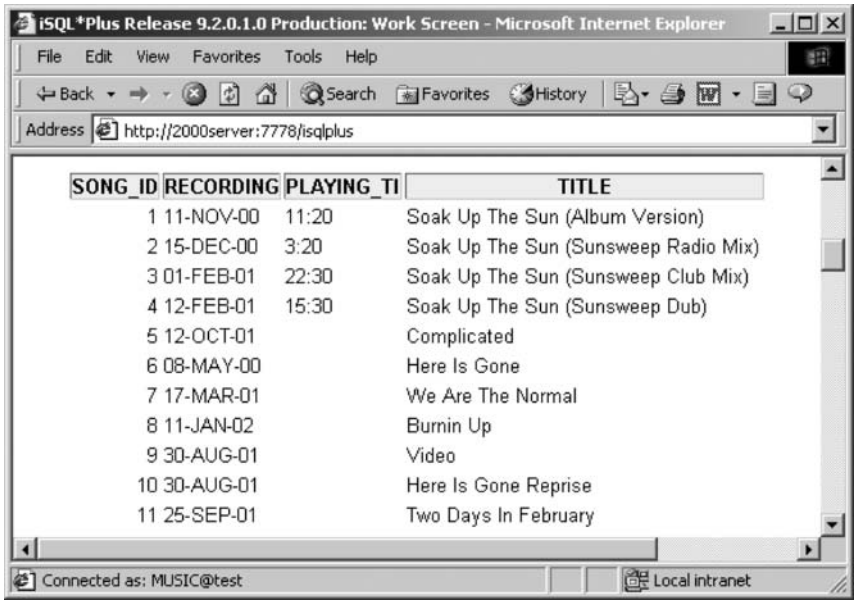 iSQL*Plus Release 9.2.0.1.0 Production: Work Screen - Microsoft Internet Explorer
File Edit View Favorites Tools Help
Back Search Favorites History
Address http://2000server:7778/isqlplus
SONG_ID RECORDING PLAYING_TI TITLE
1 11-NOV-00 11:20 Soak Up The Sun (Album Version)
2 15-DEC-00 3:20 Soak Up The Sun (Sunsweep Radio Mix)
3 01-FEB-01 22:30 Soak Up The Sun (Sunsweep Club Mix)
4 12-FEB-01 15:30 Soak Up The Sun (Sunsweep Dub)
5 12-OCT-01 Complicated
6 08-MAY-00 Here Is Gone
7 17-MAR-01 We Are The Normal
8 11-JAN-02 Burnin Up
9 30-AUG-01 Video
10 30-AUG-01 Here Is Gone Reprise
11 25-SEP-01 Two Days In February
Connected as: MUSIC@test Local intranet